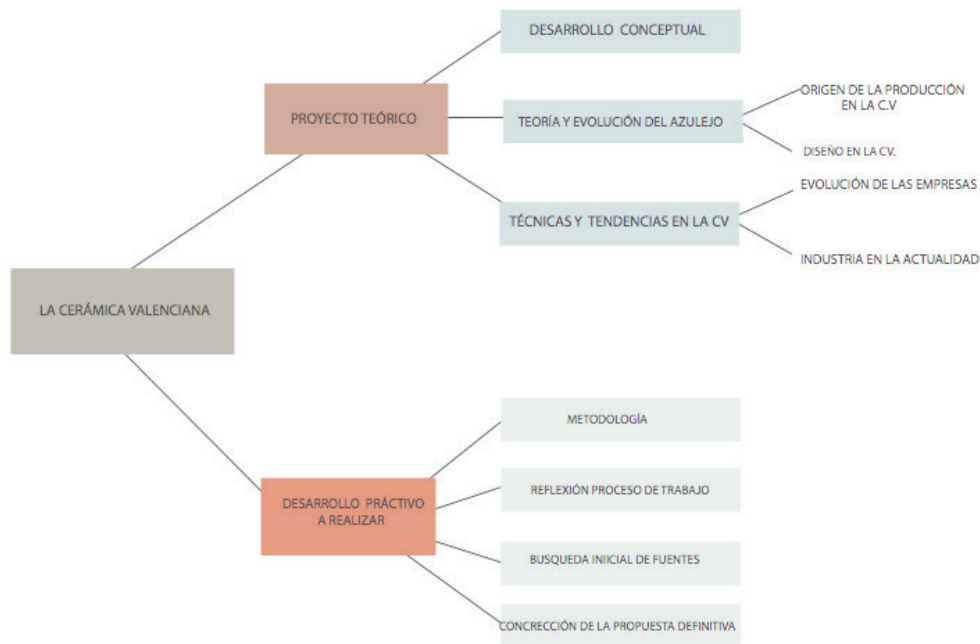 DESARROLLO CONCEPTUAL
PROYECTO TEÓRICO
TEORÍA Y EVOLUCIÓN DEL AZULEJO
ORIGEN DE LA PRODUCCIÓN
EN LA C.V
DISEÑO EN LA CV.
TÉCNICAS Y TENDENCIAS EN LA CV
EVOLUCIÓN DE LAS EMPRESAS
INDUSTRIA EN LA ACTUALIDAD
LA CERÁMICA VALENCIANA
METODOLOGÍA
DESARROLLO PRÁCTIVO
A REALIZAR
REFLEXIÓN PROCESO DE TRABAJO
BUSQUEDA INIICIAL DE FUENTES
CONCRECCIÓN DE LA PROPUESTA DEFINITIVA